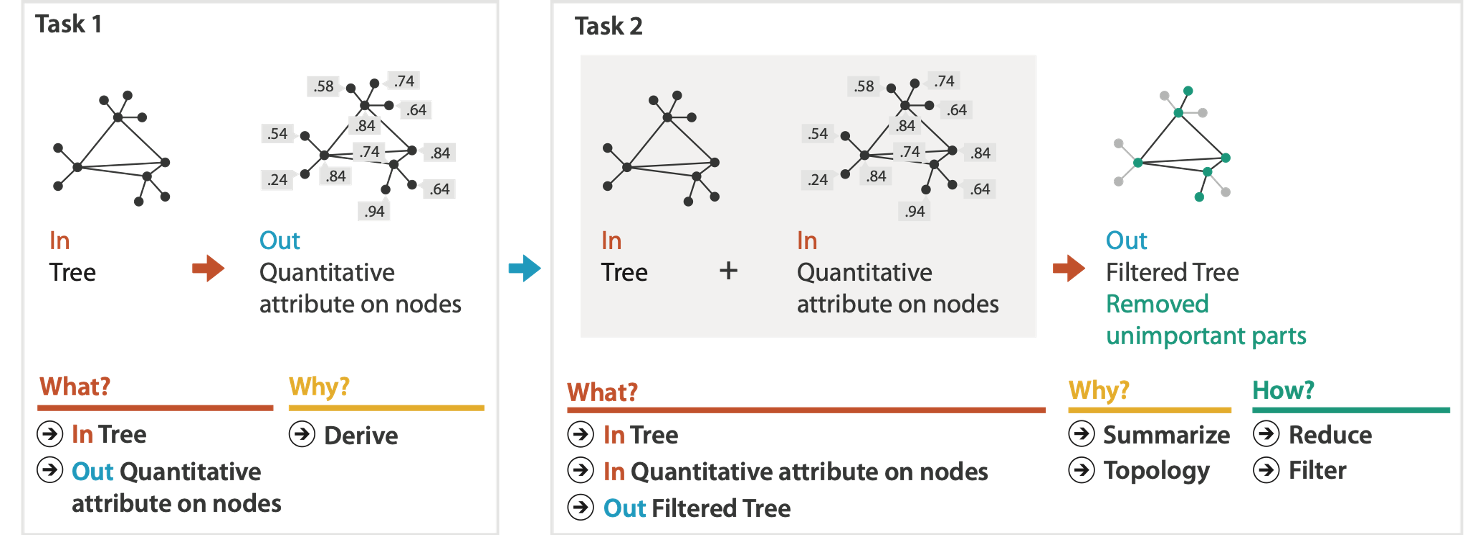 Task 1
.58
.74
.64
.84
.54
.74
.84
.24
.84
.64
.94
In
Tree
Out
Quantitative
attribute on nodes
What?
Why?
In Tree
Derive
Out Quantitative
attribute on nodes
Task 2
.58
.74
.64
.84
.54
.74
.84
.24
.84
.64
.94
In
Tree
+
In
Quantitative
attribute on nodes
Out
Filtered Tree
Removed
unimportant parts
What?
Why?
How?
In Tree
Summarize
Reduce
In Quantitative attribute on nodes
Topology
Filter
Out Filtered Tree